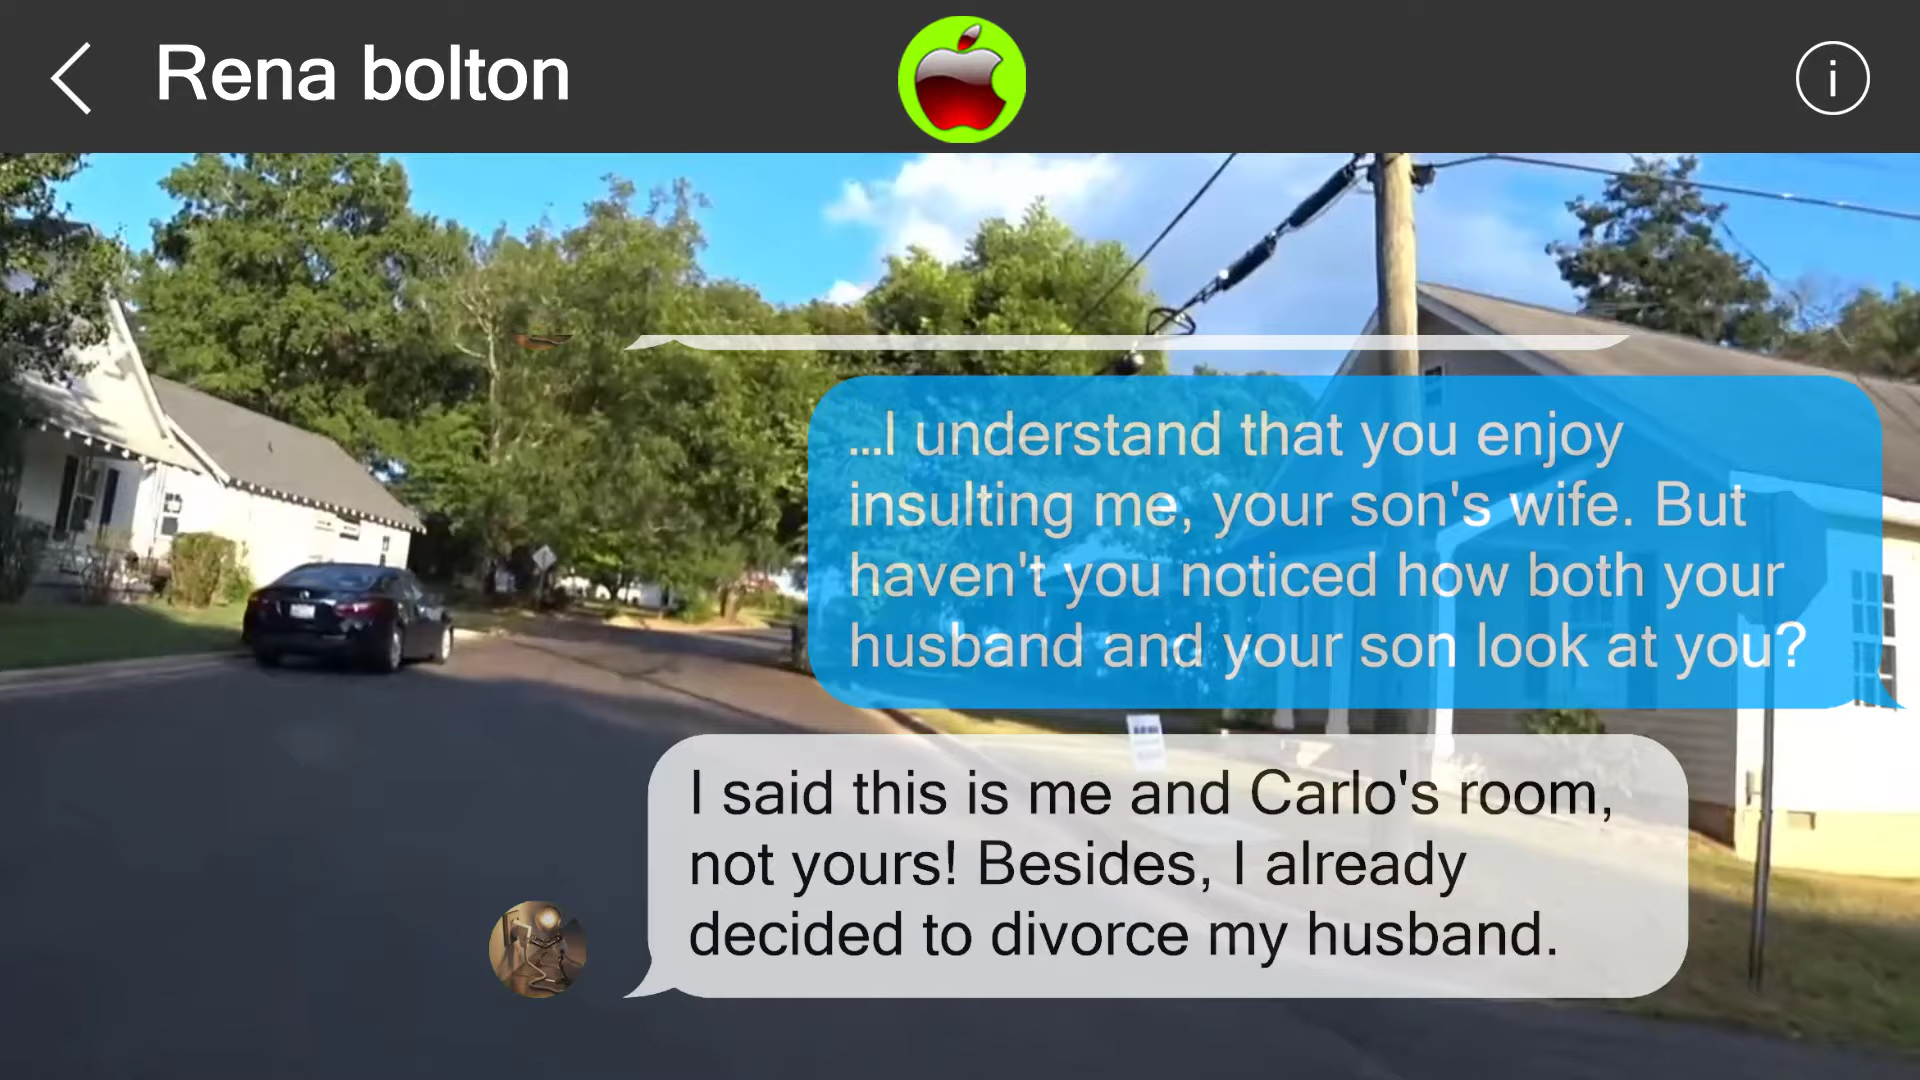 Rena bolton
i
...I understand that you enjoy
insulting me, your son's wife. But
haven't you noticed how both your
husband and your son look at you?
I said this is me and Carlo's room,
not yours! Besides, I already
decided to divorce my husband.